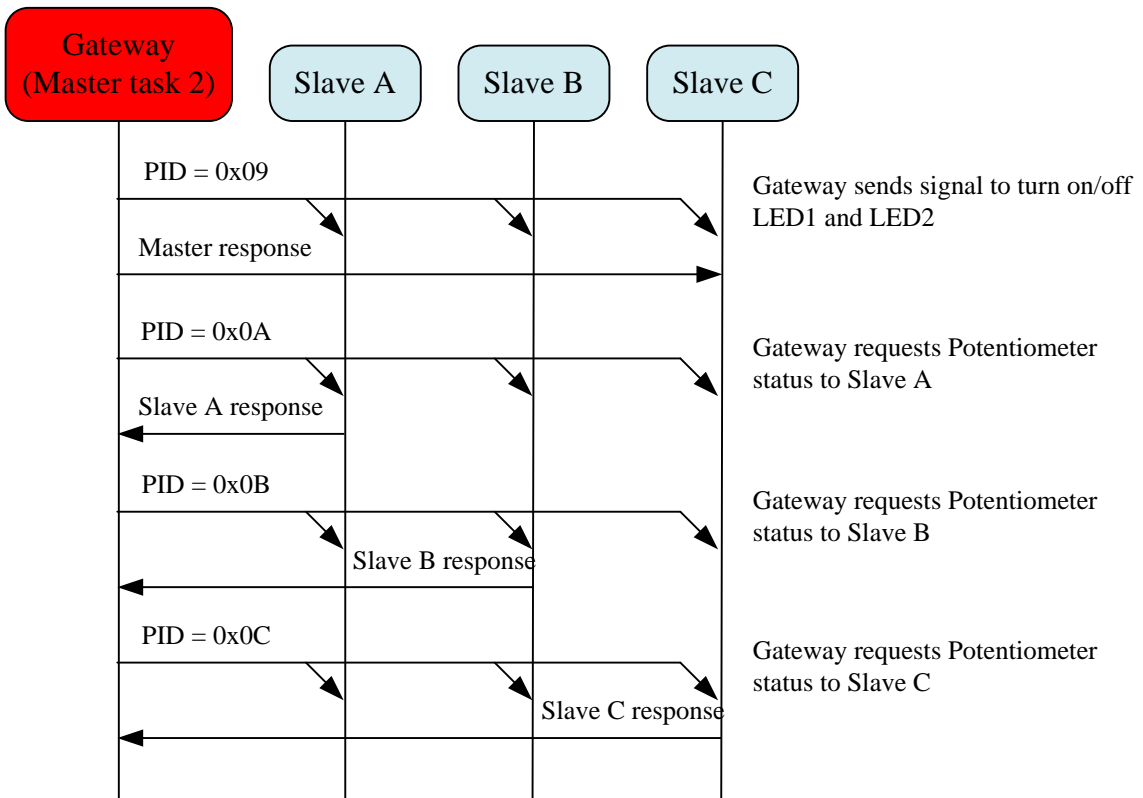 Gateway
(Master task 2)
Slave A
Slave B
Slave C
PID = 0x09
Gateway sends signal to turn on/off
LED1 and LED2
Master response
PID = 0x0A
Gateway requests Potentiometer
status to Slave A
Slave A response
PID = 0x0B
Gateway requests Potentiometer
status to Slave B
Slave B response
PID = 0x0C
Gateway requests Potentiometer
status to Slave C
Slave C response